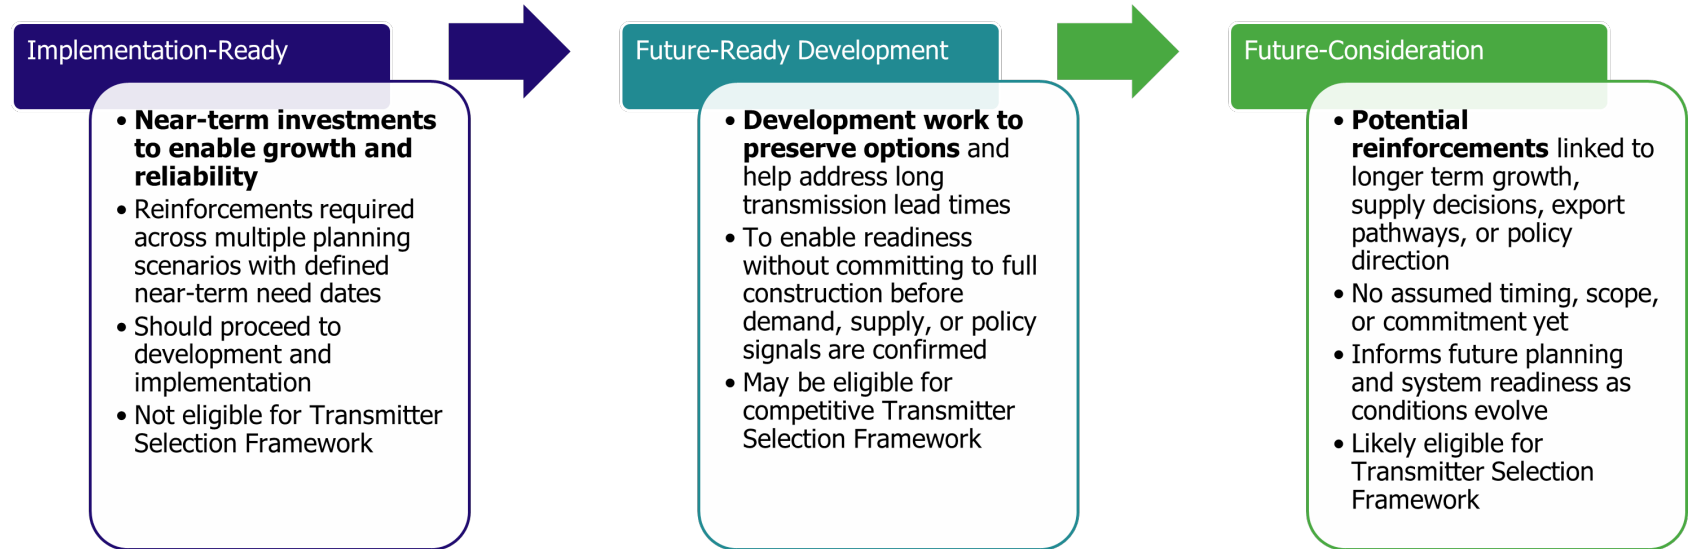 Implementation-Ready
• Near-term investments
to enable growth and
reliability
• Reinforcements required
across multiple planning
scenarios with defined
near-term need dates
• Should proceed to
development and
implementation
• Not eligible for Transmitter
Selection Framework
Future-Ready Development
• Development work to
preserve options and
help address long
transmission lead times
• To enable readiness
without committing to full
construction before
demand, supply, or policy
signals are confirmed
• May be eligible for
competitive Transmitter
Selection Framework
Future-Consideration
• Potential
reinforcements linked to
longer term growth,
supply decisions, export
pathways, or policy
direction
• No assumed timing, scope,
or commitment yet
• Informs future planning
and system readiness as
conditions evolve
• Likely eligible for
Transmitter Selection
Framework